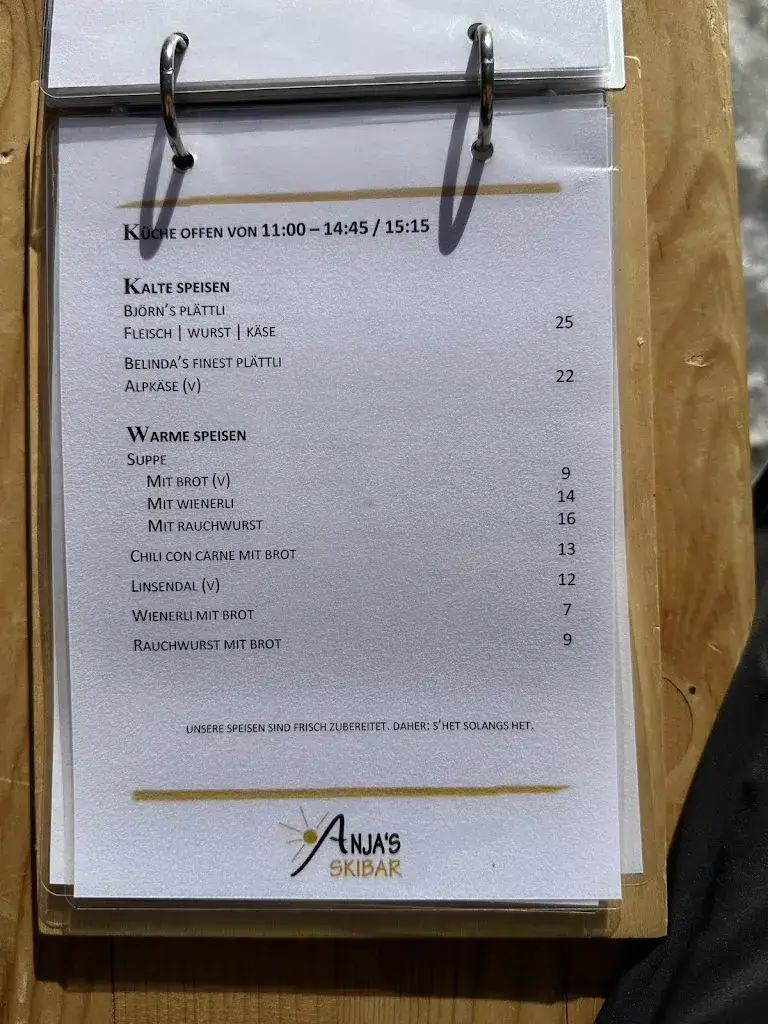 KÜCHE OFFEN VON 11:00 – 14:45 / 15:15
KALTE SPEISEN
BJÖRN'S PLÄTTLI
FLEISCH | WURST | KÄSE 25
BELINDA'S FINEST PLÄTTLI
ALPKÄSE (V) 22
WARME SPEISEN
SUPPE
MIT BROT (V) 9
MIT WIENERLI 14
MIT RAUCHWURST 16
CHILI CON CARNE MIT BROT 13
LINSENDAL (V) 12
WIENERLI MIT BROT 7
RAUCHWURST MIT BROT 9
UNSERE SPEISEN SIND FRISCH ZUBEREITET. DAHER: S'HET SOLANGS HET.
ANJA'S
SKIBAR